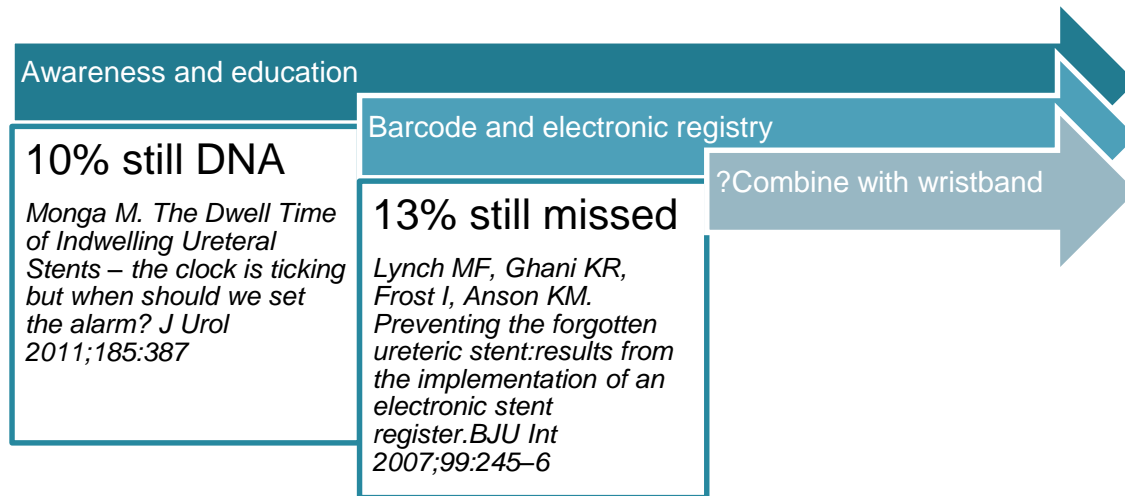 Awareness and education
10% still DNA
Monga M. The Dwell Time
of Indwelling Ureteral
Stents – the clock is ticking
but when should we set
the alarm? J Urol
2011;185:387
Barcode and electronic registry
13% still missed
Lynch MF, Ghani KR,
Frost I, Anson KM.
Preventing the forgotten
ureteric stent:results from
the implementation of an
electronic stent
register.BJU Int
2007;99:245–6
?Combine with wristband